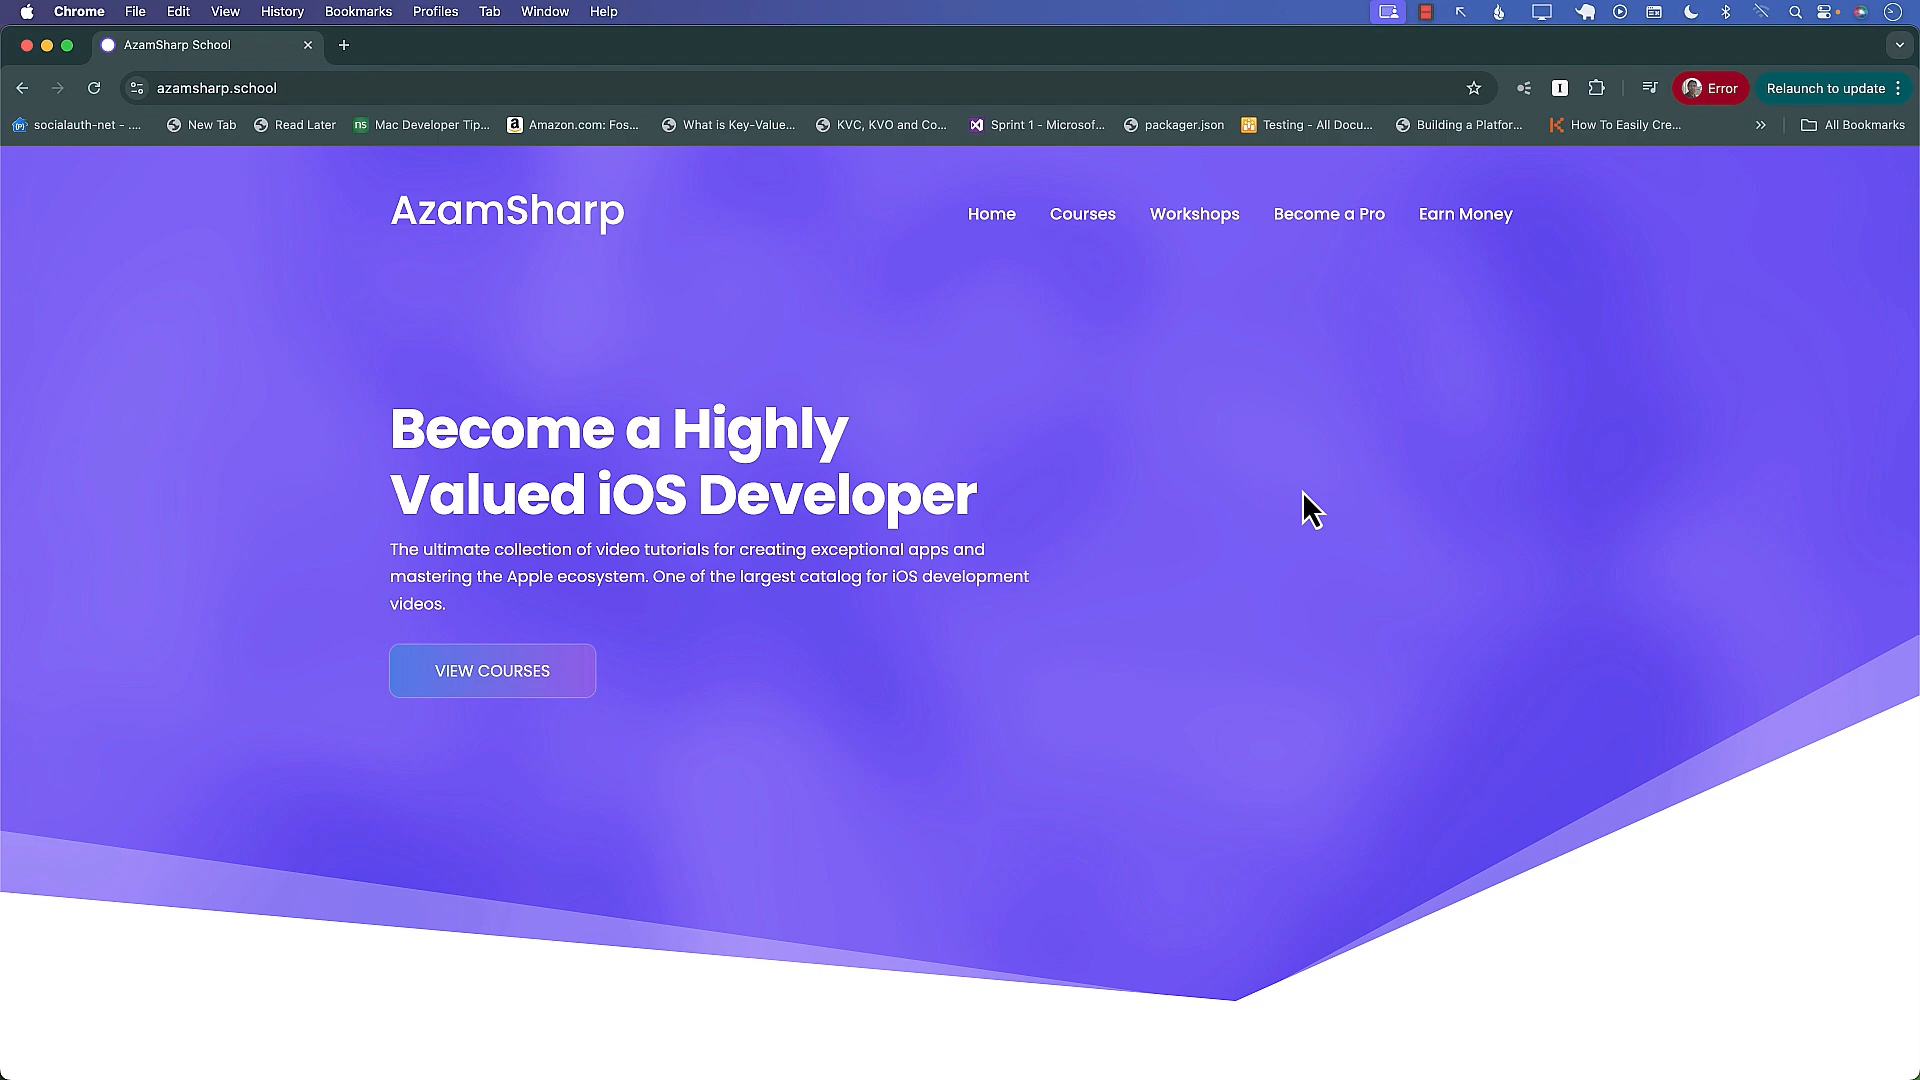 Chrome File Edit View History Bookmarks Profiles Tab Window Help
AzamSharp School
azamsharp.school
Error
Relaunch to update
socialauth-net - .... New Tab Read Later Mac Developer Tip... Amazon.com: Fos... What is Key-Value... KVC, KVO and Co... Sprint 1 - Microsof... packager.json Testing - All Docu... Building a Platfor... How To Easily Cre... All Bookmarks
AzamSharp
Home Courses Workshops Become a Pro Earn Money
Become a Highly
Valued iOS Developer
The ultimate collection of video tutorials for creating exceptional apps and
mastering the Apple ecosystem. One of the largest catalog for iOS development
videos.
VIEW COURSES